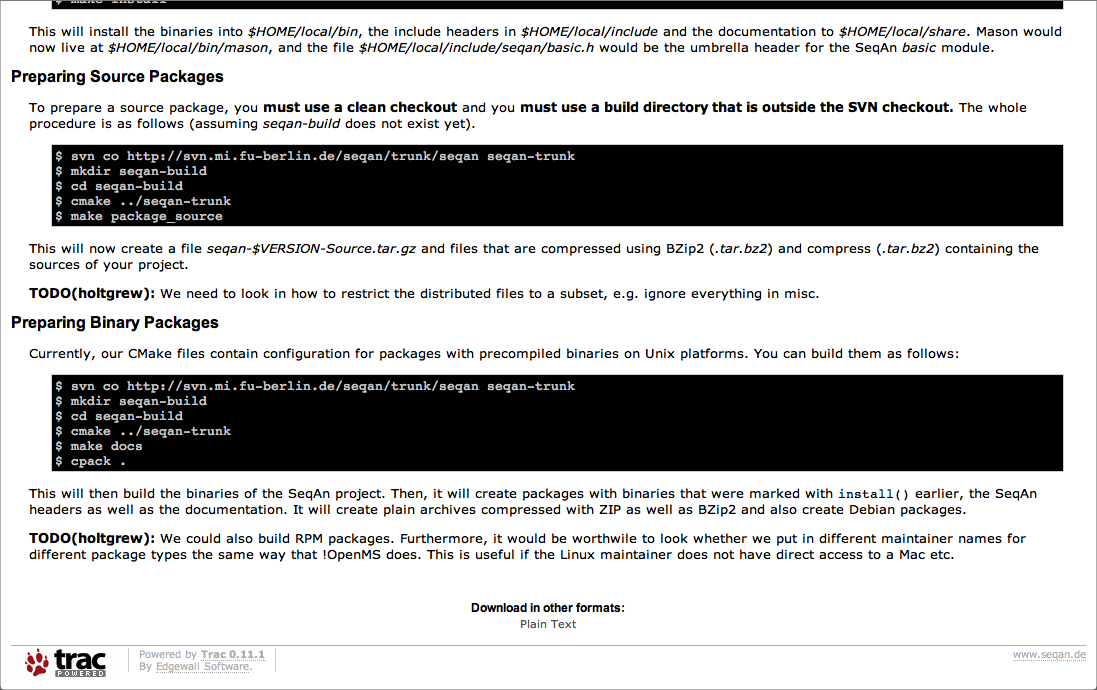 $ make install
This will install the binaries into $HOME/local/bin, the include headers in $HOME/local/include and the documentation to $HOME/local/share. Mason would
now live at $HOME/local/bin/mason, and the file $HOME/local/include/seqan/basic.h would be the umbrella header for the SeqAn basic module.
Preparing Source Packages
To prepare a source package, you must use a clean checkout and you must use a build directory that is outside the SVN checkout. The whole
procedure is as follows (assuming seqan-build does not exist yet).
$ svn co http://svn.mi.fu-berlin.de/seqan/trunk/seqan seqan-trunk
$ mkdir seqan-build
$ cd seqan-build
$ cmake ../seqan-trunk
$ make package_source
This will now create a file seqan-$VERSION-Source.tar.gz and files that are compressed using BZip2 (.tar.bz2) and compress (.tar.bz2) containing the
sources of your project.
TODO(holtgrew): We need to look in how to restrict the distributed files to a subset, e.g. ignore everything in misc.
Preparing Binary Packages
Currently, our CMake files contain configuration for packages with precompiled binaries on Unix platforms. You can build them as follows:
$ svn co http://svn.mi.fu-berlin.de/seqan/trunk/seqan seqan-trunk
$ mkdir seqan-build
$ cd seqan-build
$ cmake ../seqan-trunk
$ make docs
$ cpack .
This will then build the binaries of the SeqAn project. Then, it will create packages with binaries that were marked with install() earlier, the SeqAn
headers as well as the documentation. It will create plain archives compressed with ZIP as well as BZip2 and also create Debian packages.
TODO(holtgrew): We could also build RPM packages. Furthermore, it would be worthwile to look whether we put in different maintainer names for
different package types the same way that !OpenMS does. This is useful if the Linux maintainer does not have direct access to a Mac etc.
Download in other formats:
Plain Text
trac
POWERED
Powered by Trac 0.11.1
By Edgewall Software.
www.seqan.de